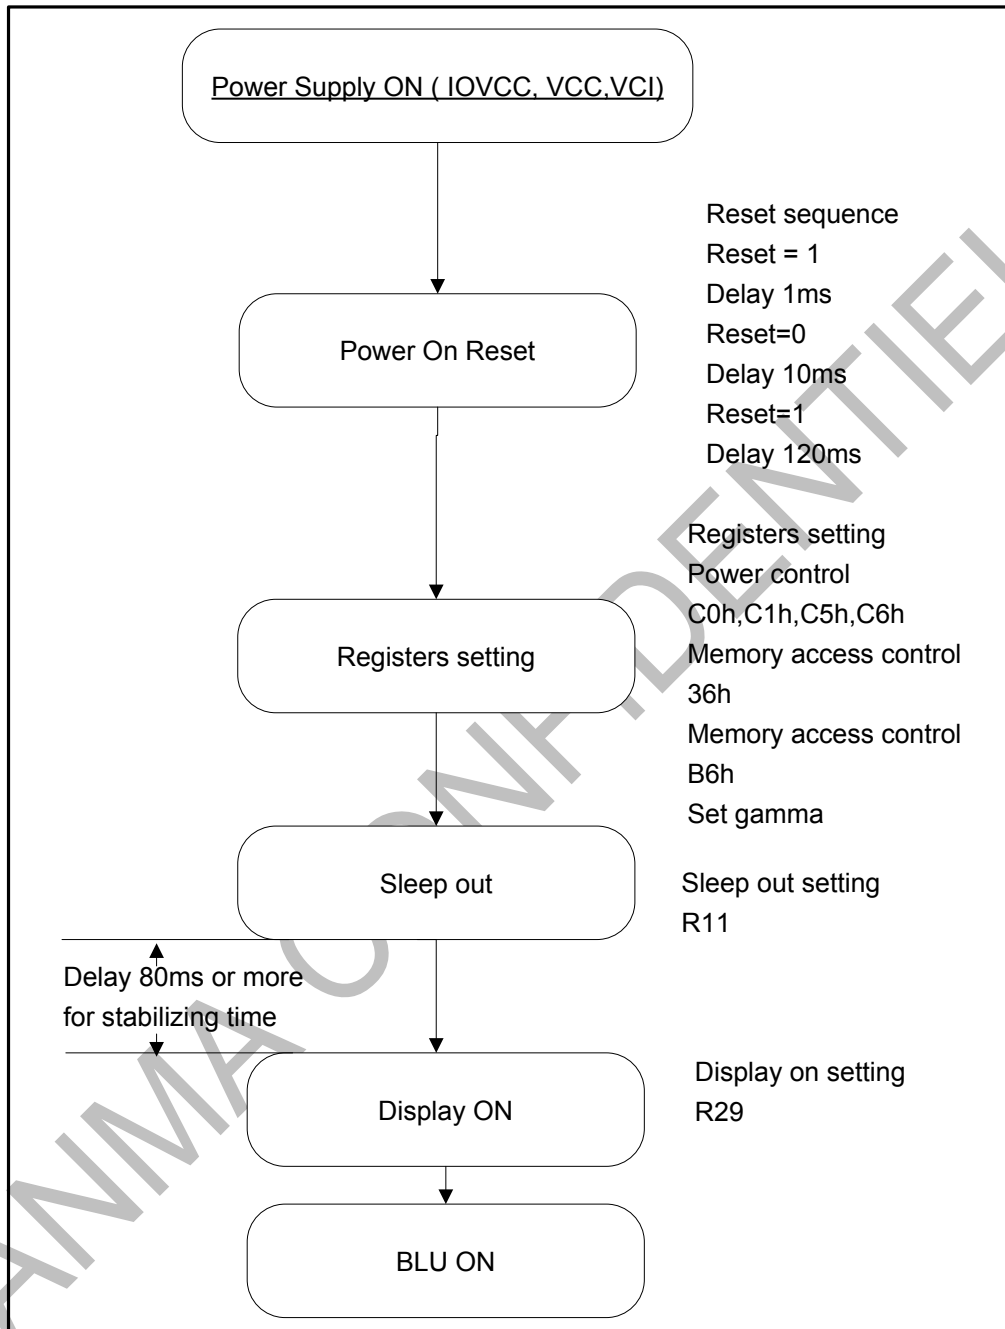 Power Supply ON ( IOVCC, VCC,VCI)
Reset sequence
Reset = 1
Delay 1ms
Reset=0
Delay 10ms
Reset=1
Delay 120ms
Power On Reset
Registers setting
Power control
C0h,C1h,C5h,C6h
Memory access control
36h
Memory access control
B6h
Set gamma
Registers setting
Sleep out
Sleep out setting
R11
Delay 80ms or more
for stabilizing time
Display ON
Display on setting
R29
BLU ON
ANMA CONFIDENTIEL